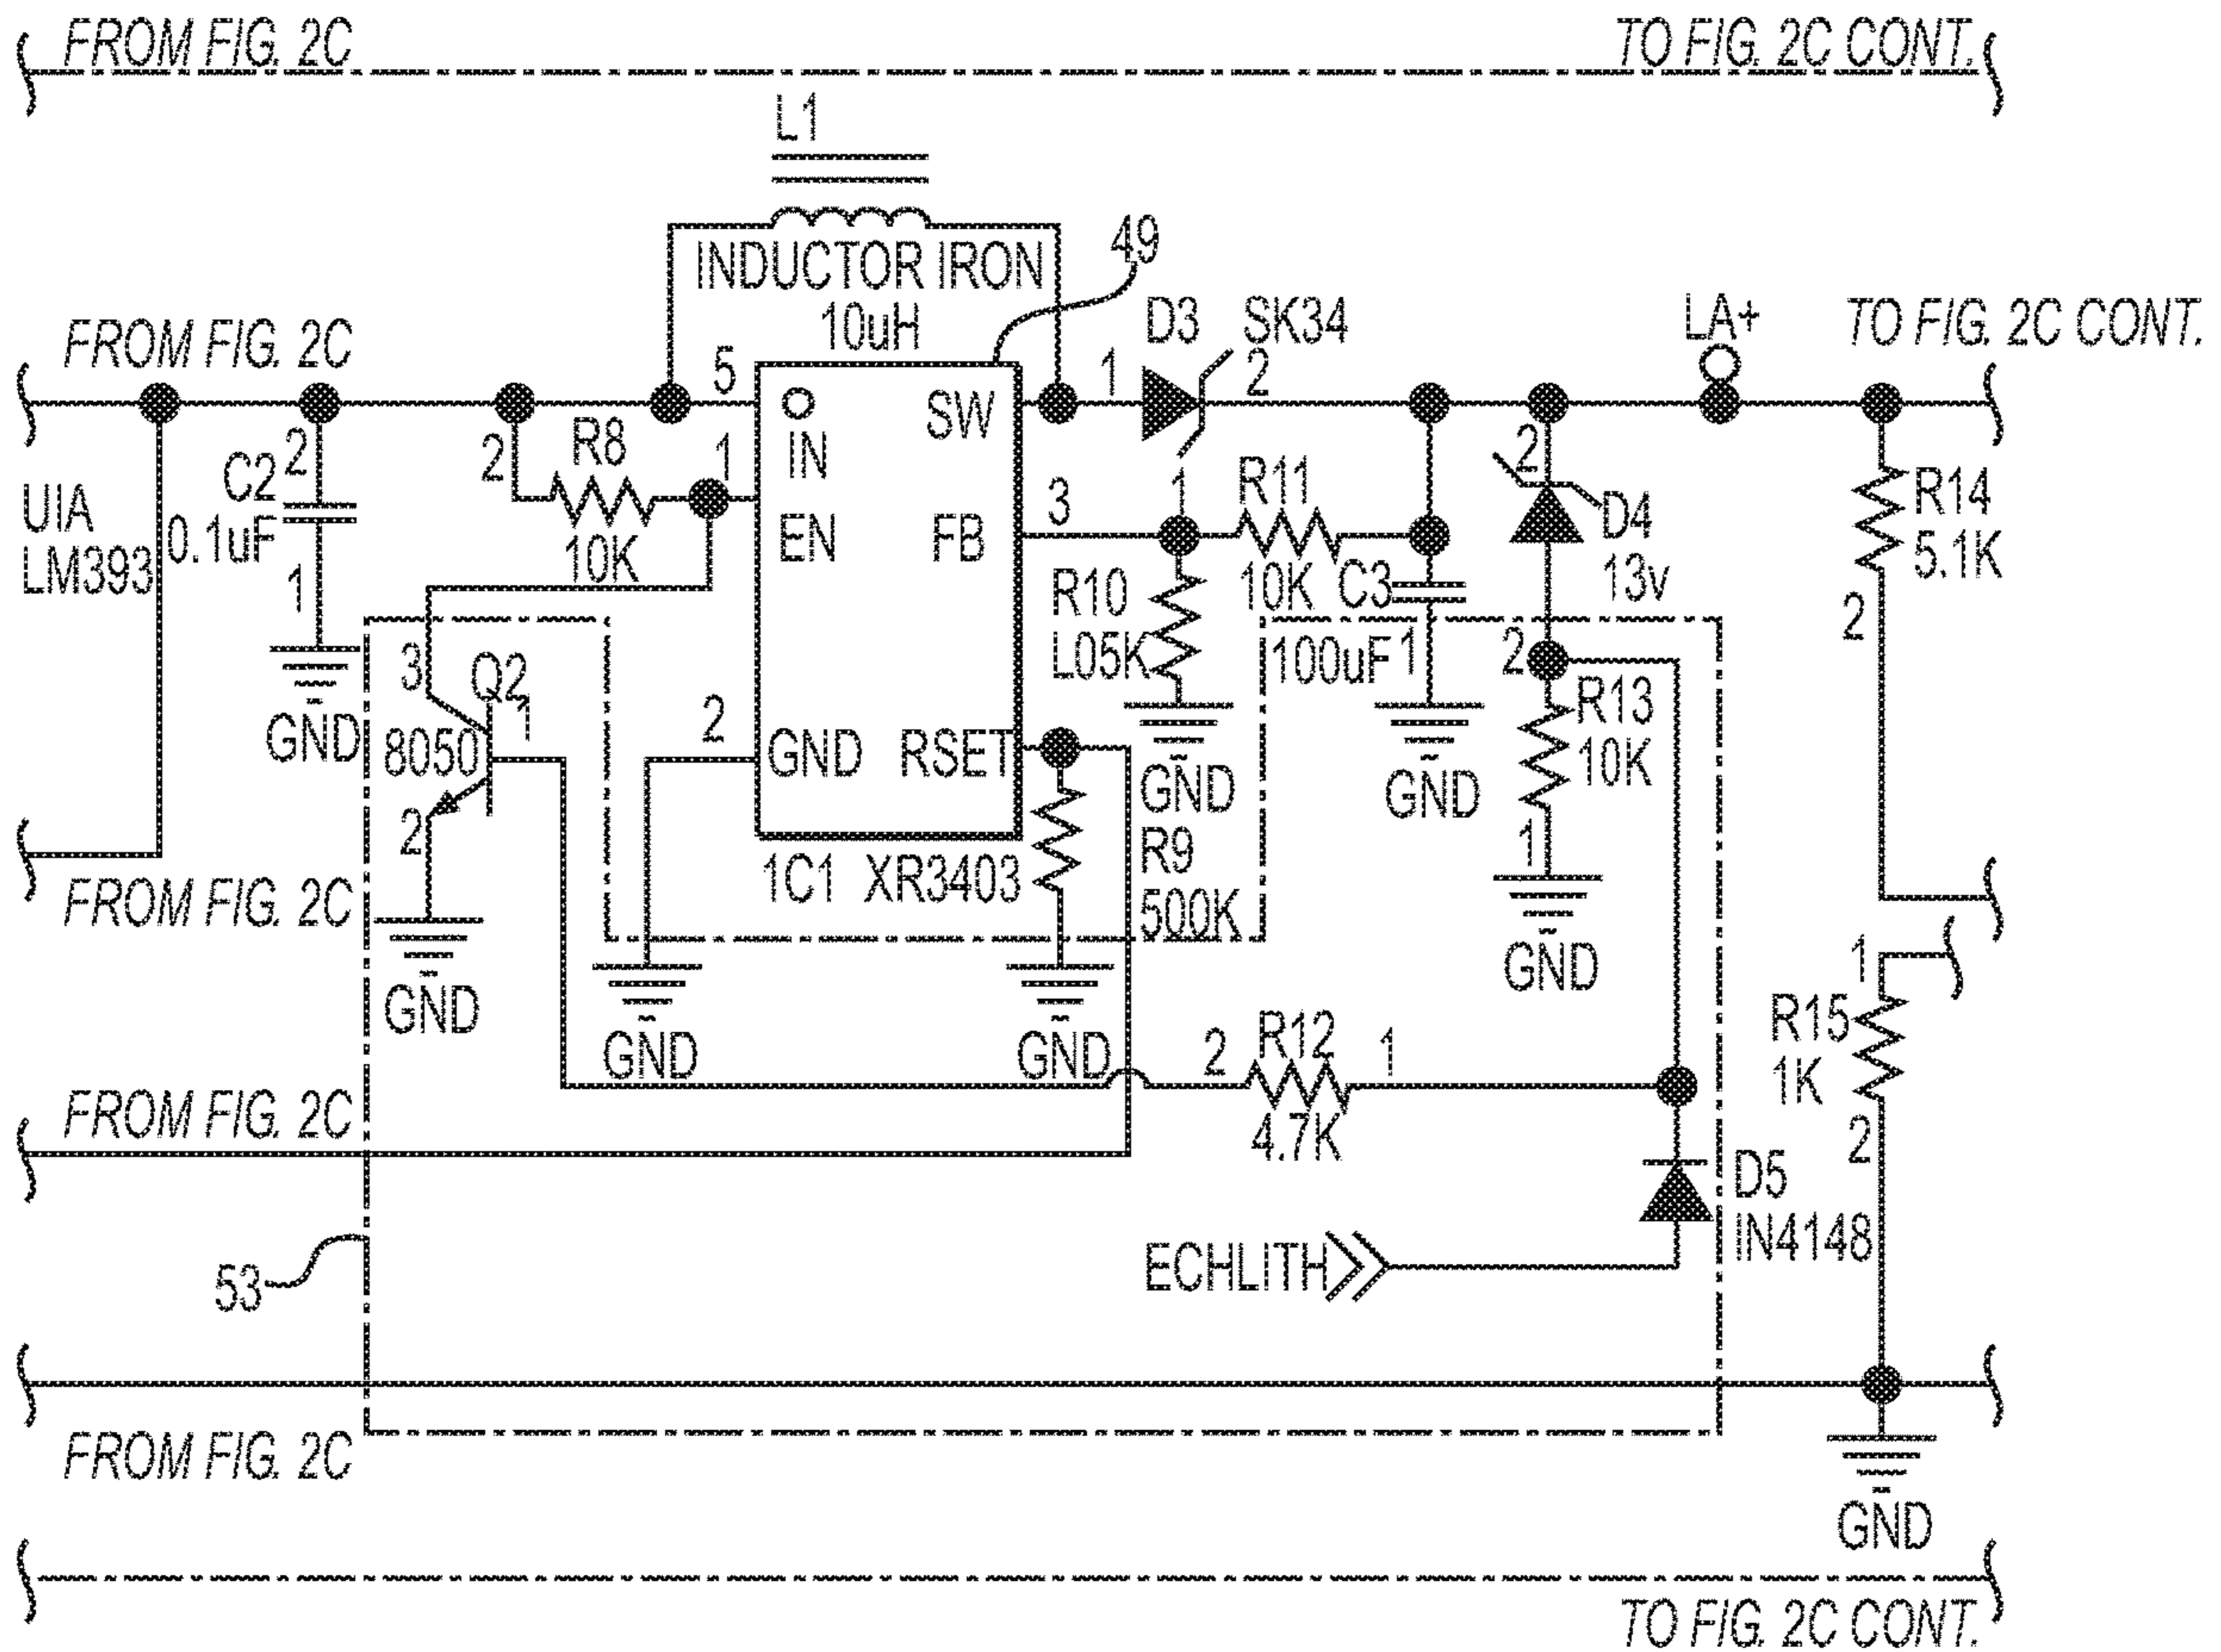 FROM FIG. 2C
TO FIG. 2C CONT.
L1
INDUCTOR IRON
10uH
49
FROM FIG. 2C
D3 SK34
LA+
TO FIG. 2C CONT.
5
1
2
2
C2
0.1uF
1
GND
UIA
LM393
2
R8
10K
1
IN
EN
SW
FB
GND RSET
3
1
R11
10K
R10
L05K
GND
C3
100uF
1
GND
2
D4
13v
2
R13
10K
1
GND
R14
5.1K
2
3
Q2
1
8050
2
GND
2
1C1 XR3403
R9
500K
GND
GND
FROM FIG. 2C
2
R12
1
4.7K
1
R15
1K
2
FROM FIG. 2C
D5
IN4148
ECHLITH
53
FROM FIG. 2C
GND
TO FIG. 2C CONT.